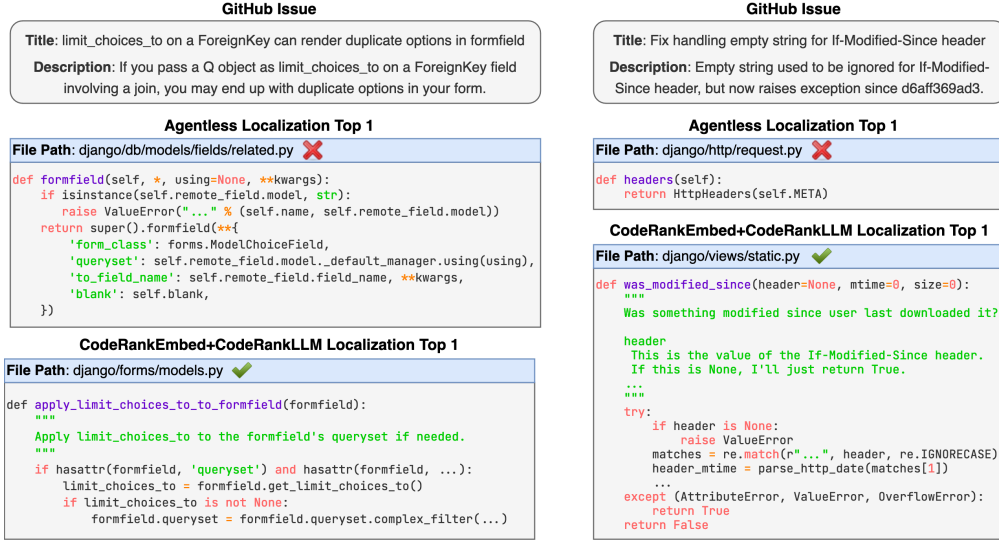 GitHub Issue
Title: limit_choices_to on a ForeignKey can render duplicate options in formfield
Description: If you pass a Q object as limit_choices_to on a ForeignKey field
involving a join, you may end up with duplicate options in your form.
Agentless Localization Top 1
File Path: django/db/models/fields/related.py
def formfield(self, *, using=None, **kwargs):
    if isinstance(self.remote_field.model, str):
        raise ValueError("..." % (self.name, self.remote_field.model))
    return super().formfield(**{
        'form_class': forms.ModelChoiceField,
        'queryset': self.remote_field.model._default_manager.using(using),
        'to_field_name': self.remote_field.field_name, **kwargs,
        'blank': self.blank,
    })
CodeRankEmbed+CodeRankLLM Localization Top 1
File Path: django/forms/models.py
def apply_limit_choices_to_to_formfield(formfield):
    """
    Apply limit_choices_to to the formfield's queryset if needed.
    """
    if hasattr(formfield, 'queryset') and hasattr(formfield, ...):
        limit_choices_to = formfield.get_limit_choices_to()
        if limit_choices_to is not None:
            formfield.queryset = formfield.queryset.complex_filter(...)
GitHub Issue
Title: Fix handling empty string for If-Modified-Since header
Description: Empty string used to be ignored for If-Modified-
Since header, but now raises exception since d6aff369ad3.
Agentless Localization Top 1
File Path: django/http/request.py
def headers(self):
    return HttpHeaders(self.META)
CodeRankEmbed+CodeRankLLM Localization Top 1
File Path: django/views/static.py
def was_modified_since(header=None, mtime=0, size=0):
    """
    Was something modified since user last downloaded it?
    header
     This is the value of the If-Modified-Since header.
     If this is None, I'll just return True.
    ...
    """
    try:
        if header is None:
            raise ValueError
        matches = re.match(r"...", header, re.IGNORECASE)
        header_mtime = parse_http_date(matches[1])
        ...
    except (AttributeError, ValueError, OverflowError):
        return True
    return False